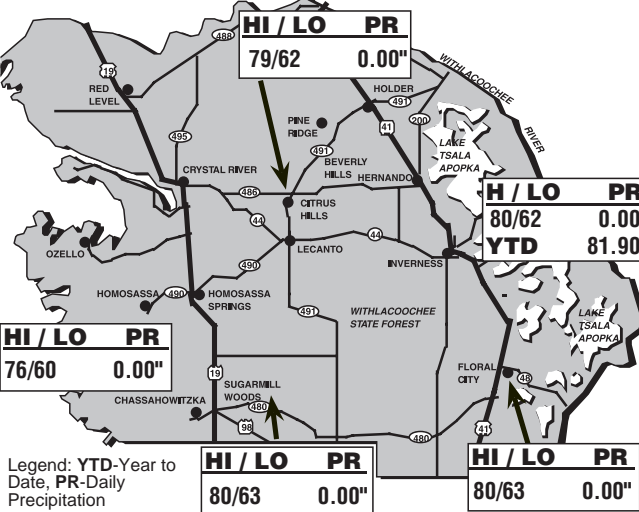 HI / LO PR
79/62 0.00"
488
19
RED
LEVEL
WITHLACOOCHEE
RIVER
HOLDER
491
41
200
PINE
RIDGE
495
491
BEVERLY
HILLS
LAKE
TSALA
APOPKA
CRYSTAL RIVER
HERNANDO
486
CITRUS
HILLS
H / LO PR
80/62 0.00
YTD 81.90
44
44
LECANTO
OZELLO
INVERNESS
490
HOMOSASSA
490
HOMOSASSA
SPRINGS
491
WITHLACOOCHEE
STATE FOREST
LAKE
TSALA
APOPKA
HI / LO PR
76/60 0.00"
19
FLORAL
CITY
48
SUGARMILL
WOODS
CHASSAHOWITZKA
480
98
480
41
Legend: YTD-Year to
Date, PR-Daily
Precipitation
HI / LO PR
80/63 0.00"
HI / LO PR
80/63 0.00"